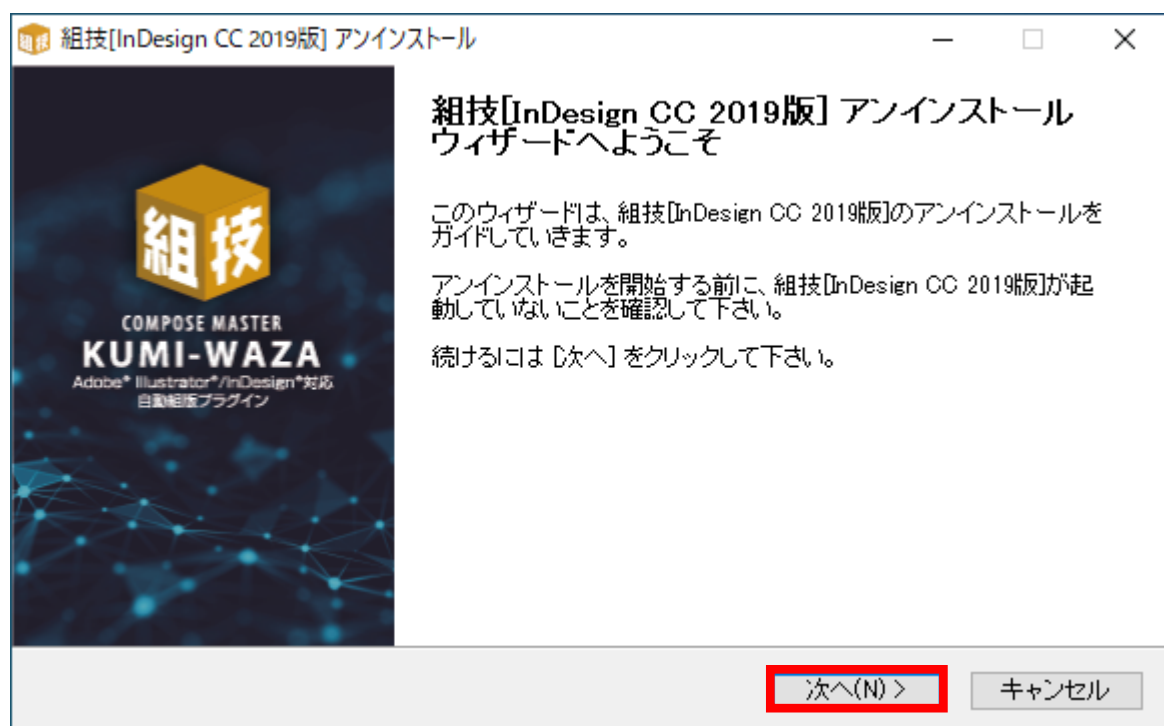 組技[InDesign CC 2019版] アンインストール
組技[InDesign CC 2019版] アンインストール
ウィザードへようこそ
このウィザードは、組技[InDesign CC 2019版]のアンインストールを
ガイドしていきます。
アンインストールを開始する前に、組技[InDesign CC 2019版]が起
動していないことを確認して下さい。
続けるには [次へ] をクリックして下さい。
組技
COMPOSE MASTER
KUMI-WAZA
Adobe® Illustrator®/InDesign®対応
自動組版プラグイン
次へ(N) >
キャンセル